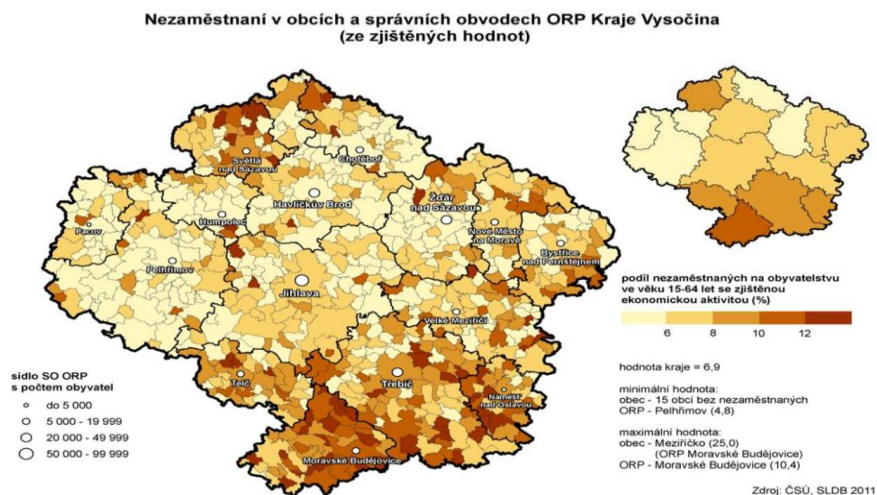 Nezaměstnaní v obcích a správních obvodech ORP Kraje Vysočina
(ze zjištěných hodnot)
Světlá
nad Sázavou
Chotěboř
Havlíčkův Brod
Žďár
nad Sázavou
Humpolec
Pacov
Nové Město
na Moravě
Bystřice
nad Pernštejnem
Pelhřimov
Jihlava
Velké Meziříčí
Telč
Třebíč
Náměšť
nad Oslavou
Moravské Budějovice
sídlo SO ORP
s počtem obyvatel
do 5 000
5 000 - 19 999
20 000 - 49 999
50 000 - 99 999
podíl nezaměstnaných na obyvatelstvu
ve věku 15-64 let se zjištěnou
ekonomickou aktivitou (%)
6 8 10 12
hodnota kraje = 6,9
minimální hodnota:
obec - 15 obcí bez nezaměstnaných
ORP - Pelhřimov (4,8)
maximální hodnota:
obec - Meziříčko (25,0)
(ORP Moravské Budějovice)
ORP - Moravské Budějovice (10,4)
Zdroj: ČSÚ, SLDB 2011